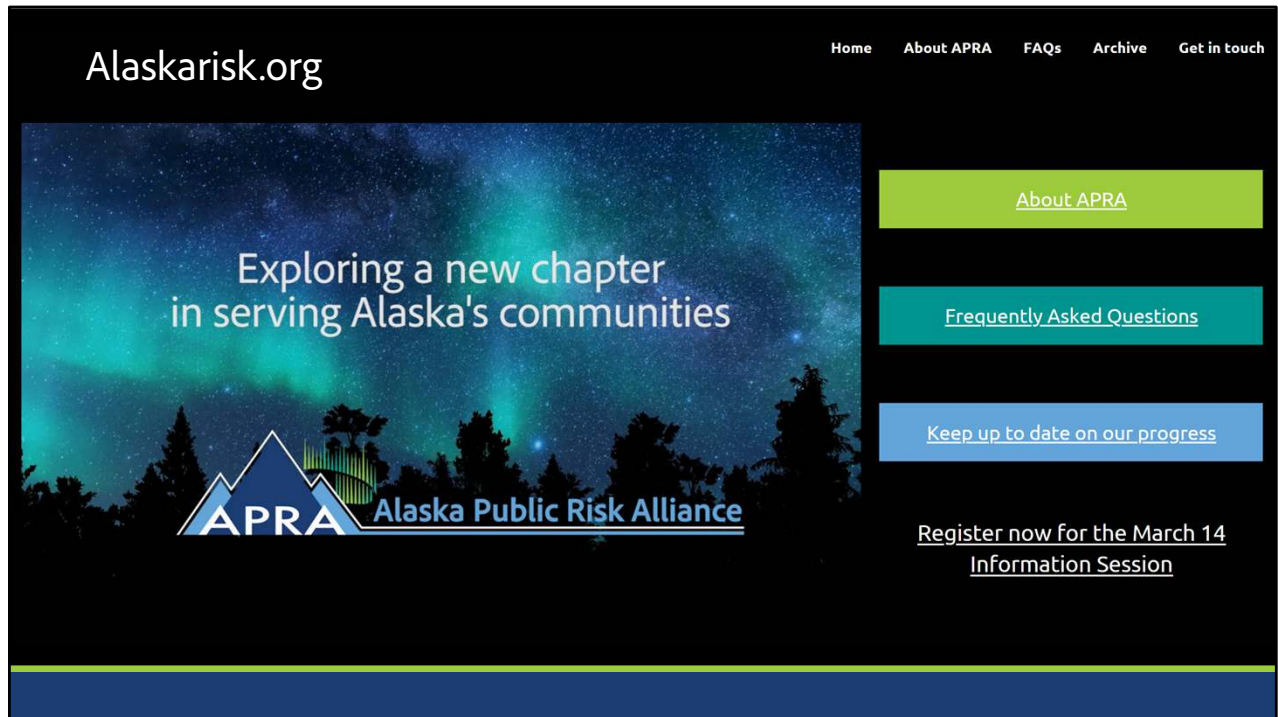 Alaskarisk.org
Home About APRA FAQs Archive Get in touch
Exploring a new chapter
in serving Alaska's communities
APRA Alaska Public Risk Alliance
About APRA
Frequently Asked Questions
Keep up to date on our progress
Register now for the March 14
Information Session